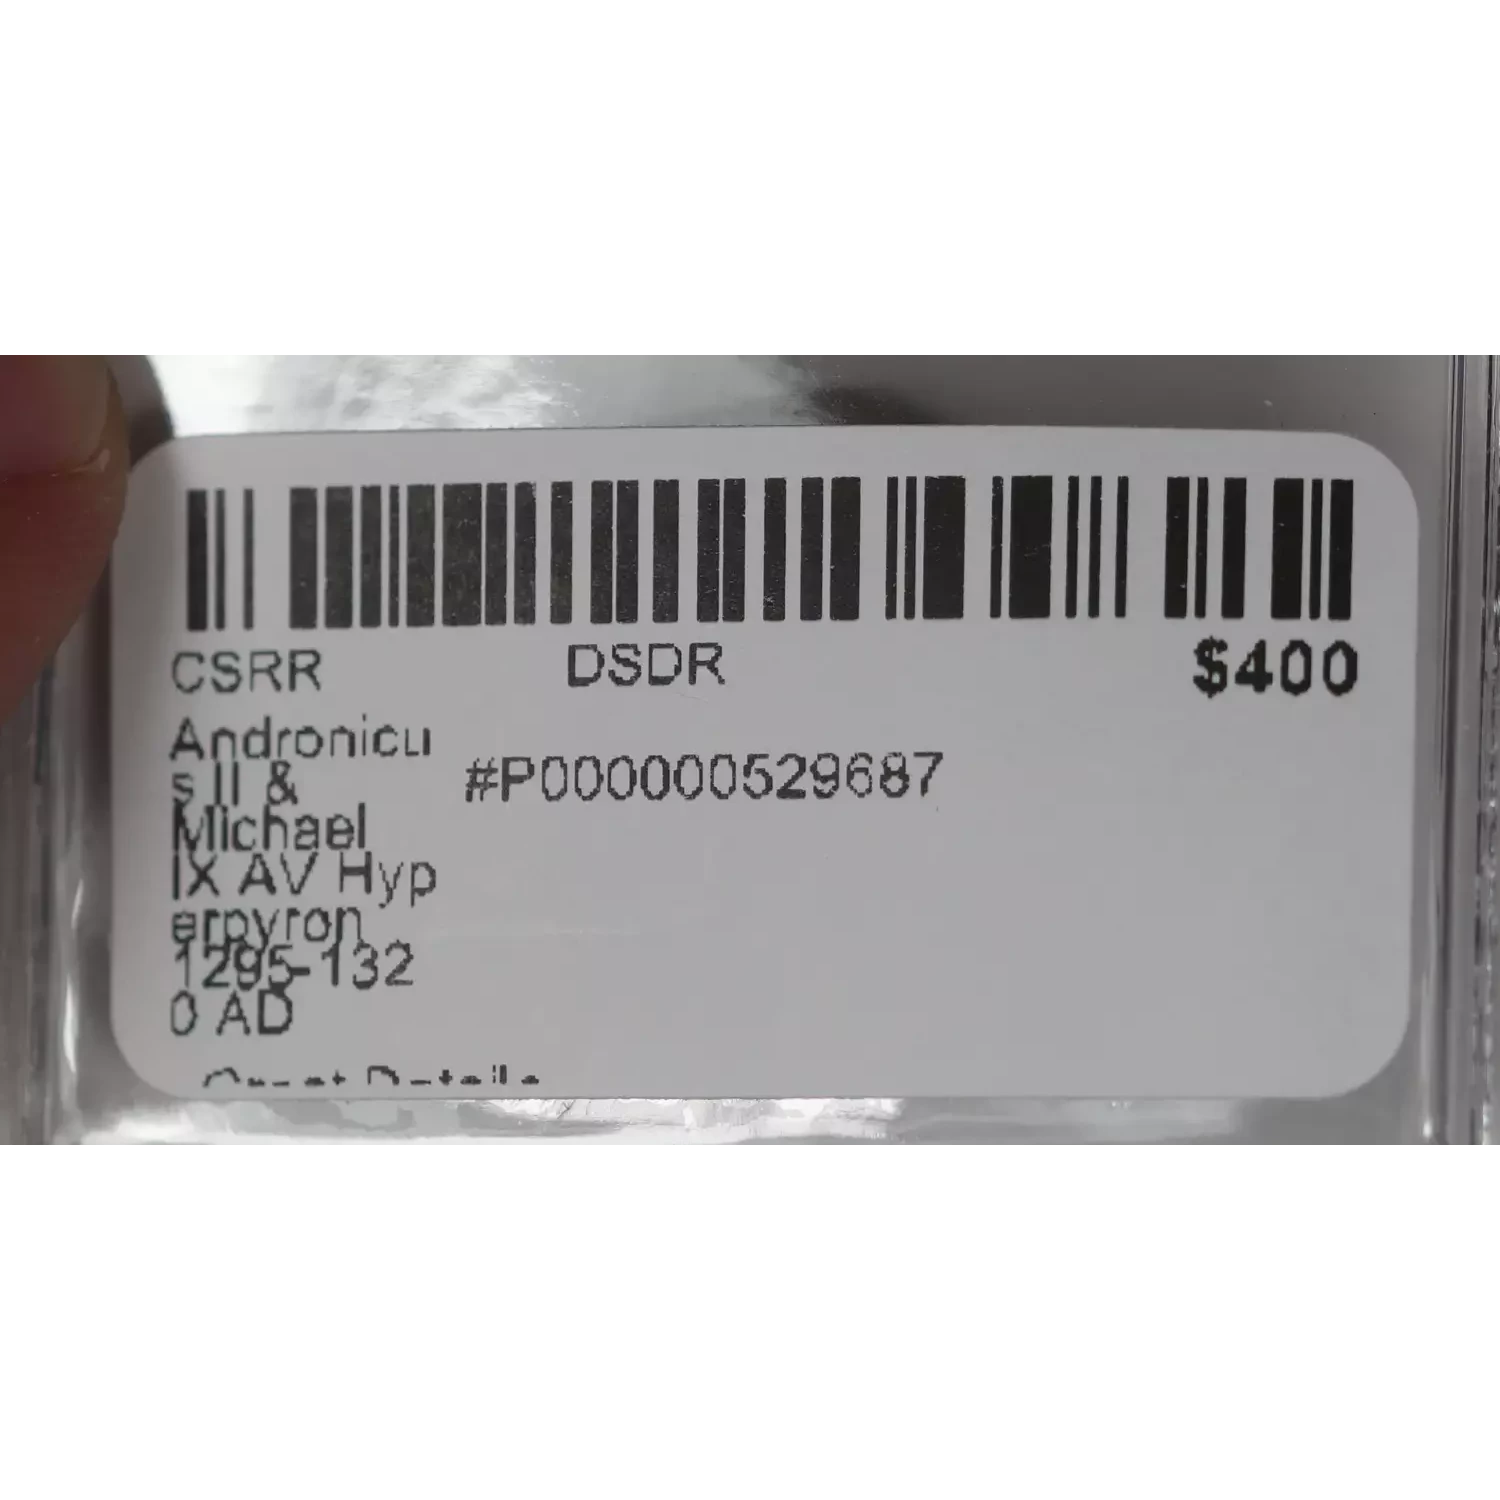 CSRR DSDR $400
Andronicu
s II &
#P000000529687
Michael
IX AV Hyp
erpyron
1295-132
0 AD